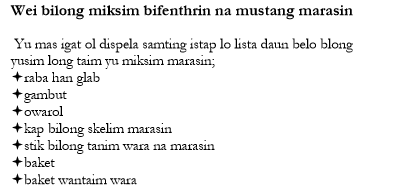 Wei bilong miksim bifenthrin na mustang marasin
Yu mas igat ol dispela samting istap lo lista daun belo blong
yusim long taim yu miksim marasin;
✦raba han glab
✦gambut
✦owarol
✦kap bilong skelim marasin
✦stik bilong tanim wara na marasin
✦baket
✦baket wantaim wara